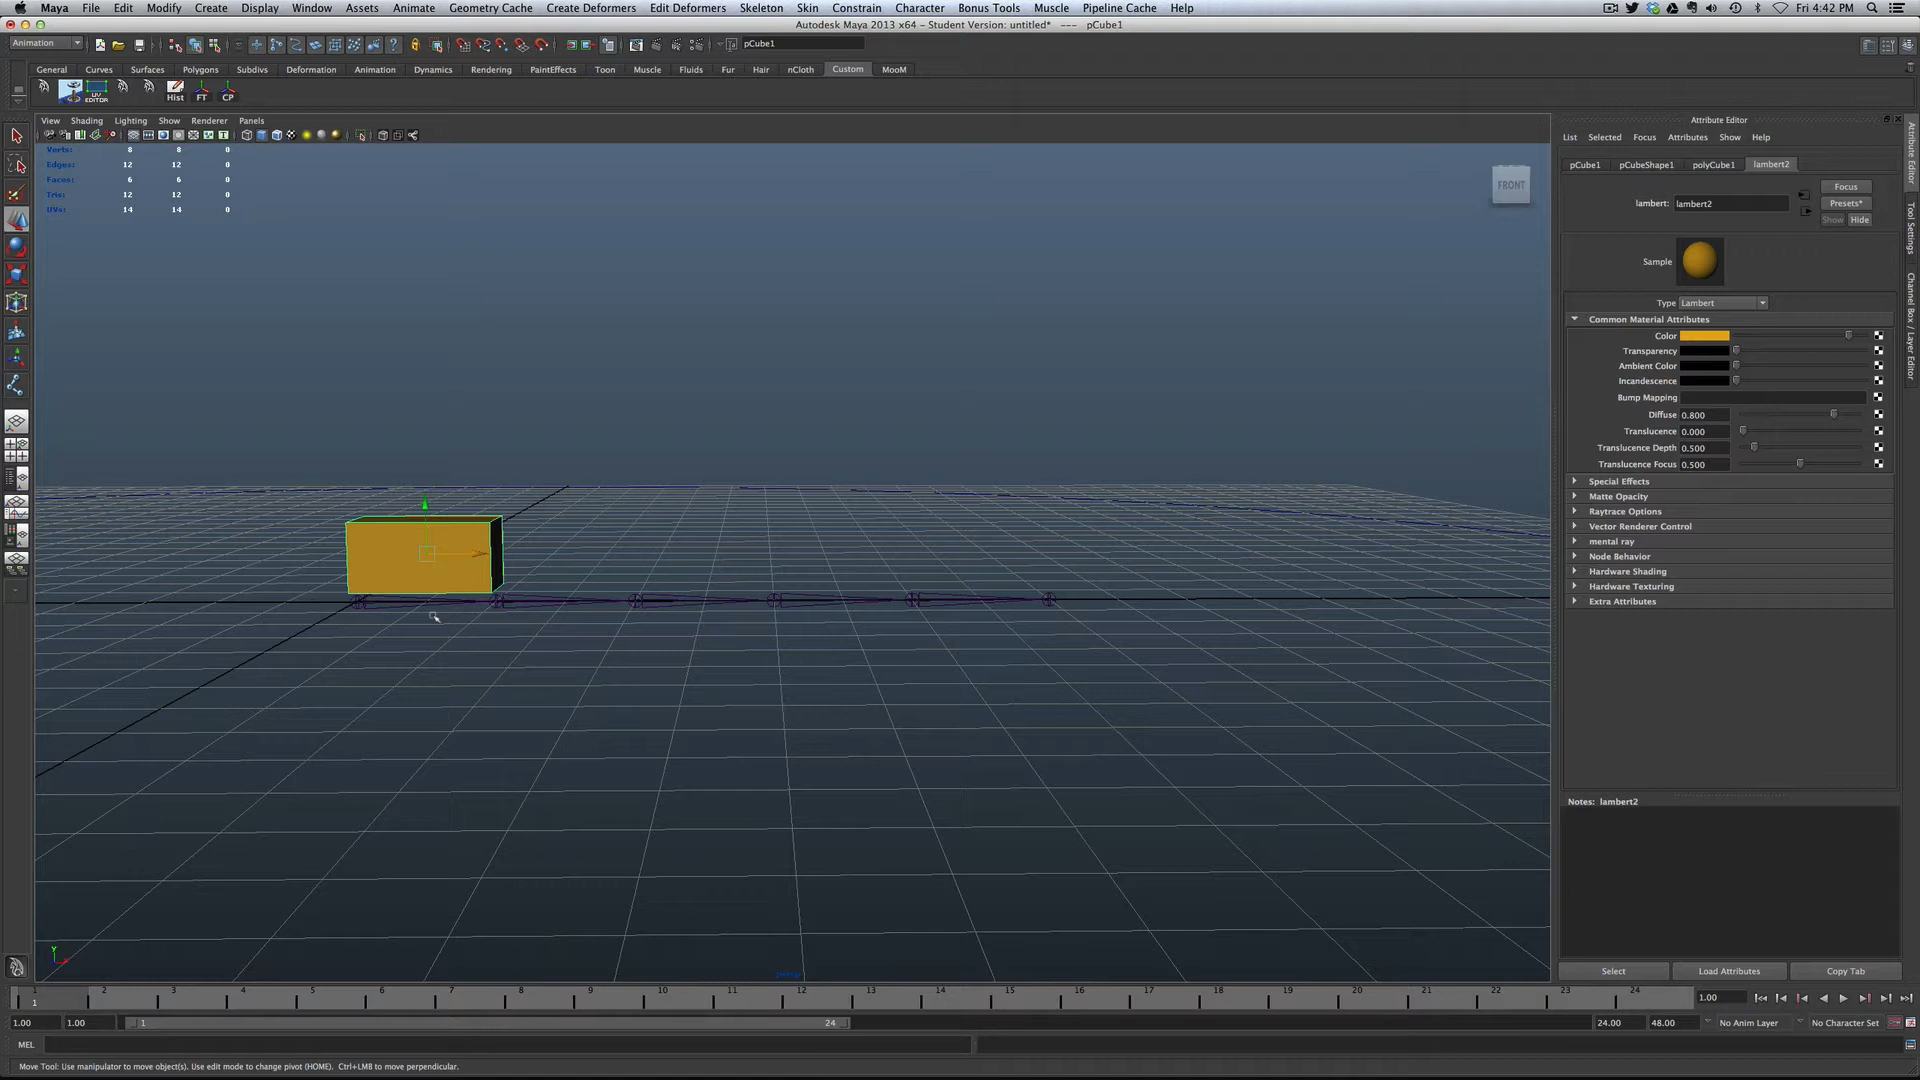 Maya File Edit Modify Create Display Window Assets Animate Geometry Cache Create Deformers Edit Deformers Skeleton Skin Constrain Character Bonus Tools Muscle Pipeline Cache Help Fri 4:42 PM
Autodesk Maya 2013 x64 - Student Version: untitled* --- pCube1
Animation pCube1
General Curves Surfaces Polygons Subdivs Deformation Animation Dynamics Rendering PaintEffects Toon Muscle Fluids Fur Hair nCloth Custom MooM
UV EDITOR Hist FT CP
View Shading Lighting Show Renderer Panels
Verts: 8 8 0
Edges: 12 12 0
Faces: 6 6 0
Tris: 12 12 0
UVs: 14 14 0
FRONT
persp
Y
Attribute Editor
List Selected Focus Attributes Show Help
pCube1 pCubeShape1 polyCube1 lambert2
Focus
lambert: lambert2 Presets*
Show Hide
Sample
Type Lambert
Common Material Attributes
Color
Transparency
Ambient Color
Incandescence
Bump Mapping
Diffuse 0.800
Translucence 0.000
Translucence Depth 0.500
Translucence Focus 0.500
Special Effects
Matte Opacity
Raytrace Options
Vector Renderer Control
mental ray
Node Behavior
Hardware Shading
Hardware Texturing
Extra Attributes
Notes: lambert2
Select Load Attributes Copy Tab
Attribute Editor
Tool Settings
Channel Box / Layer Editor
1 2 3 4 5 6 7 8 9 10 11 12 13 14 15 16 17 18 19 20 21 22 23 24 1.00
1
1.00 1.00 1 24 24.00 48.00 No Anim Layer No Character Set
MEL
Move Tool: Use manipulator to move object(s). Use edit mode to change pivot (HOME). Ctrl+LMB to move perpendicular.